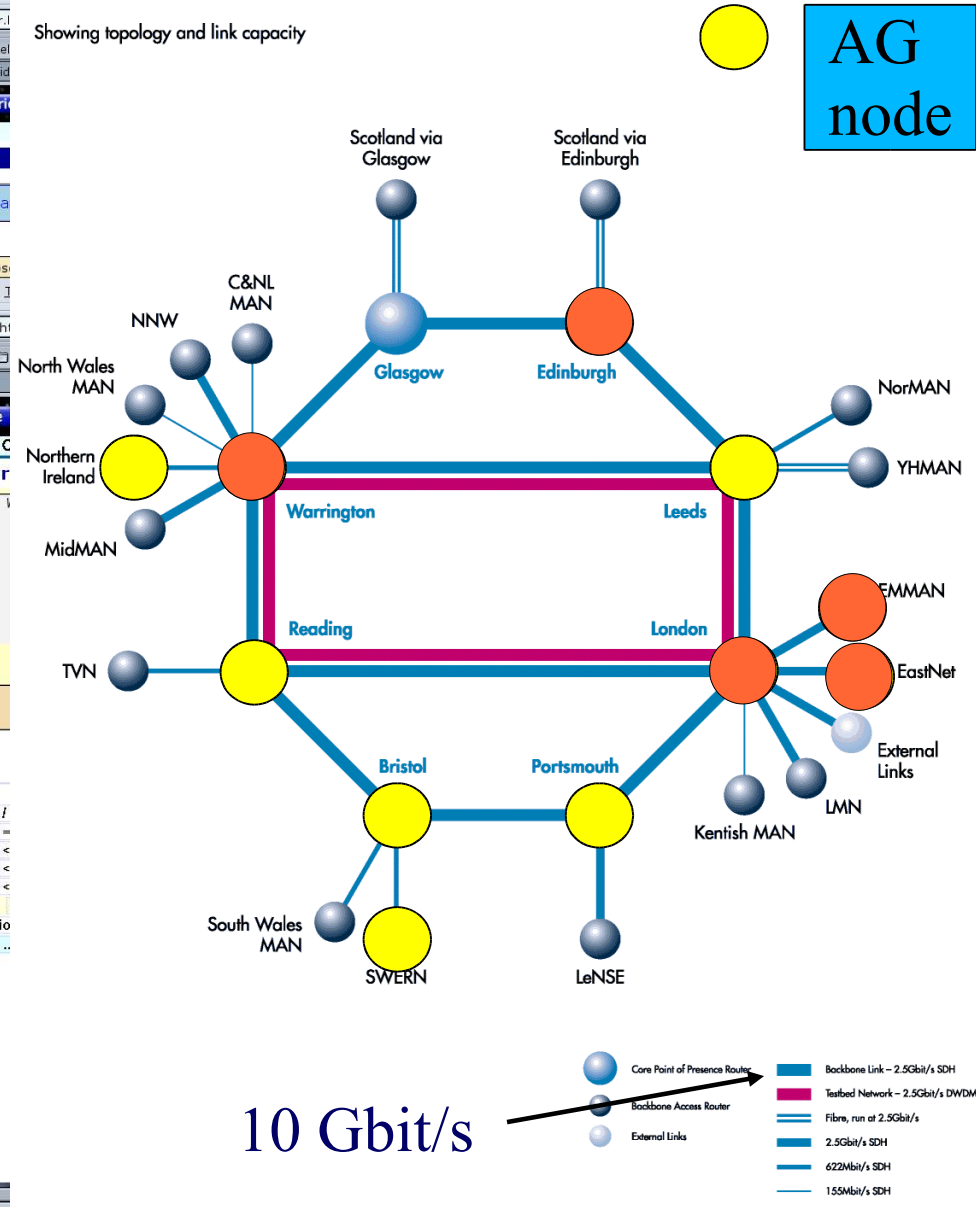 Showing topology and link capacity
AG
node
Scotland via
Glasgow
Scotland via
Edinburgh
C&NL
MAN
NNW
North Wales
MAN
Glasgow
Edinburgh
NorMAN
Northern
Ireland
YHMAN
Warrington
Leeds
MidMAN
EMMAN
Reading
London
TVN
EastNet
External
Links
Bristol
Portsmouth
LMN
Kentish MAN
South Wales
MAN
SWERN
LeNSE
Core Point of Presence Router
Backbone Link – 2.5Gbit/s SDH
Testbed Network – 2.5Gbit/s DWDM
10 Gbit/s
Backbone Access Router
Fibre, run at 2.5Gbit/s
External Links
2.5Gbit/s SDH
622Mbit/s SDH
155Mbit/s SDH